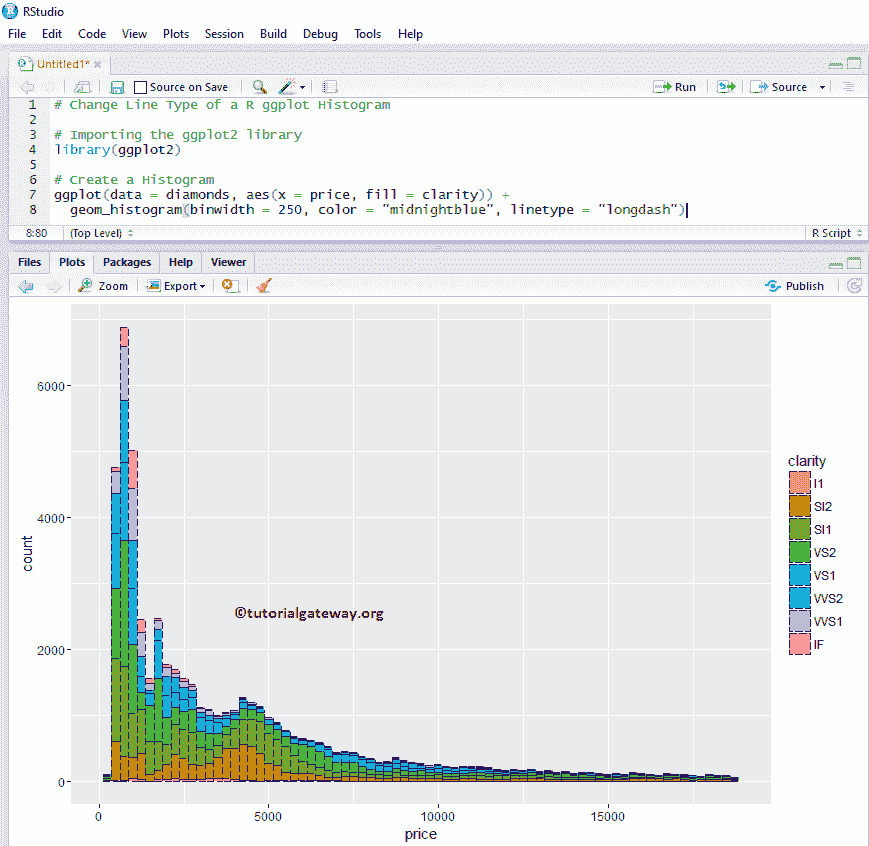 RStudio
File Edit Code View Plots Session Build Debug Tools Help
Untitled1*
Source on Save Run Source
1 # Change Line Type of a R ggplot Histogram
2
3 # Importing the ggplot2 library
4 library(ggplot2)
5
6 # Create a Histogram
7 ggplot(data = diamonds, aes(x = price, fill = clarity)) +
8 geom_histogram(binwidth = 250, color = "midnightblue", linetype = "longdash")
8:80 (Top Level) R Script
Files Plots Packages Help Viewer
Zoom Export Publish
6000
4000
2000
0
count
©tutorialgateway.org
0 5000 10000 15000
price
clarity
I1
SI2
SI1
VS2
VS1
VVS2
VVS1
IF